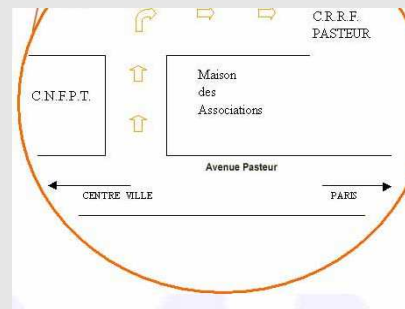 C.R.R.F.
PASTEUR
C.N.F.P.T.
Maison
des
Associations
Avenue Pasteur
CENTRE VILLE
PARIS